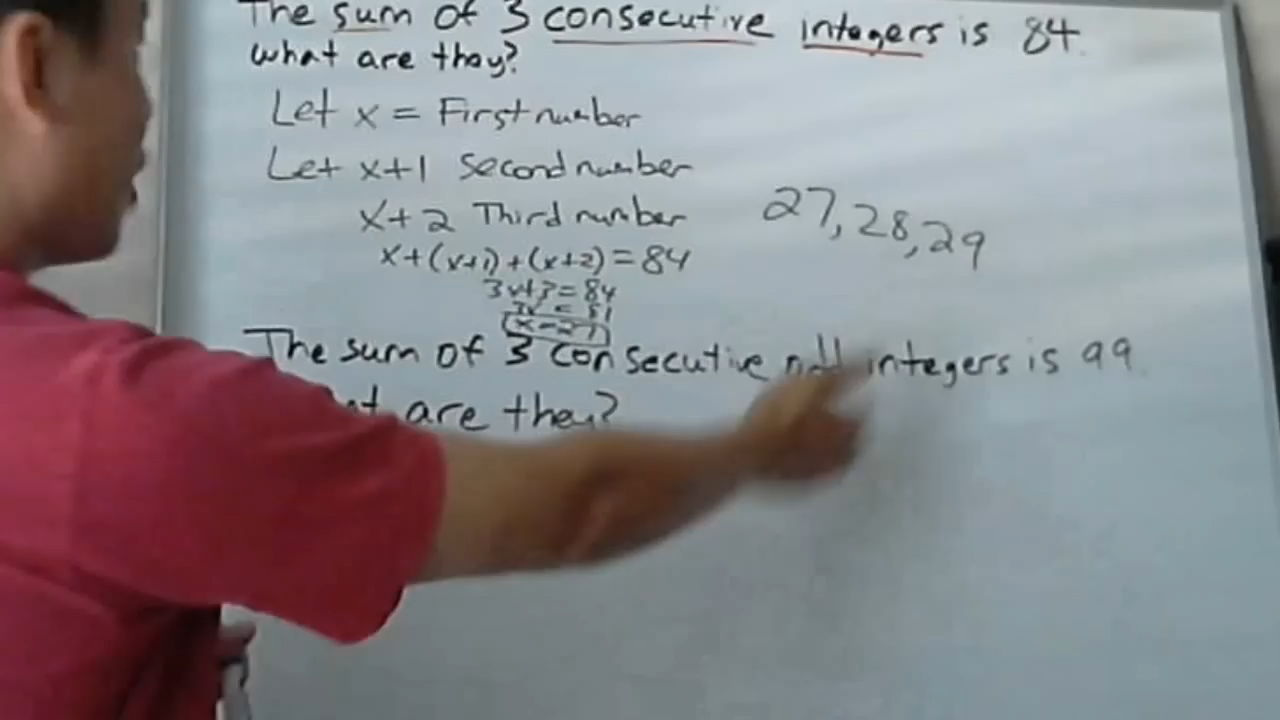 The sum of 3 consecutive integers is 84.
what are they?
Let x = First number
Let x+1 Second number
x+2 Third number
27, 28, 29
x+(x+1)+(x+2)=84
3x+3=84
3x = 81
x=27
The sum of 3 consecutive odd integers is 99.
are they?